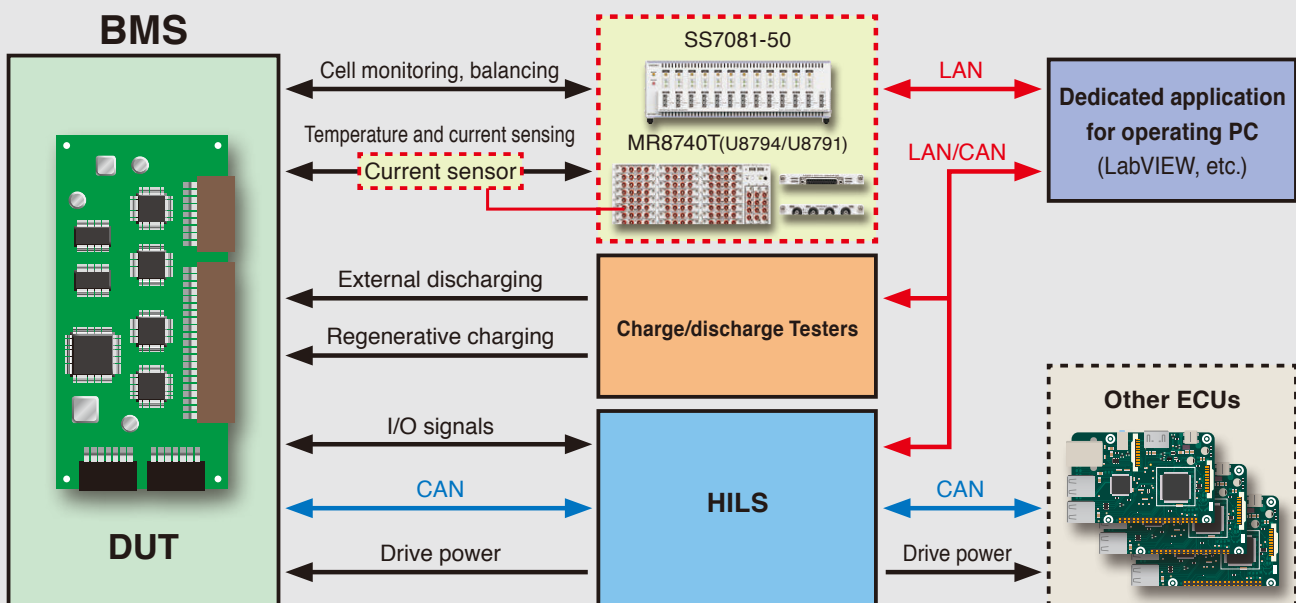 BMS
DUT
Cell monitoring, balancing
Temperature and current sensing
Current sensor
External discharging
Regenerative charging
I/O signals
CAN
Drive power
SS7081-50
MR8740T(U8794/U8791)
Charge/discharge Testers
HILS
LAN
LAN/CAN
CAN
Drive power
Dedicated application
for operating PC
(LabVIEW, etc.)
Other ECUs